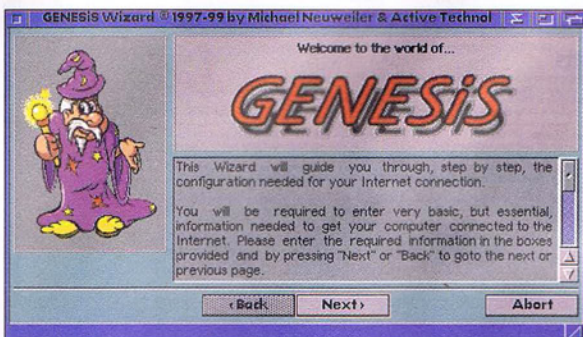 GENESiS Wizard ©1997-99 by Michael Neuweiler & Active Technol
Welcome to the world of...
GENESiS
This Wizard will guide you through, step by step, the
configuration needed for your Internet connection.
You will be required to enter very basic, but essential,
information needed to get your computer connected to the
Internet. Please enter the required information in the boxes
provided and by pressing "Next" or "Back" to goto the next or
previous page.
‹ Back
Next ›
Abort